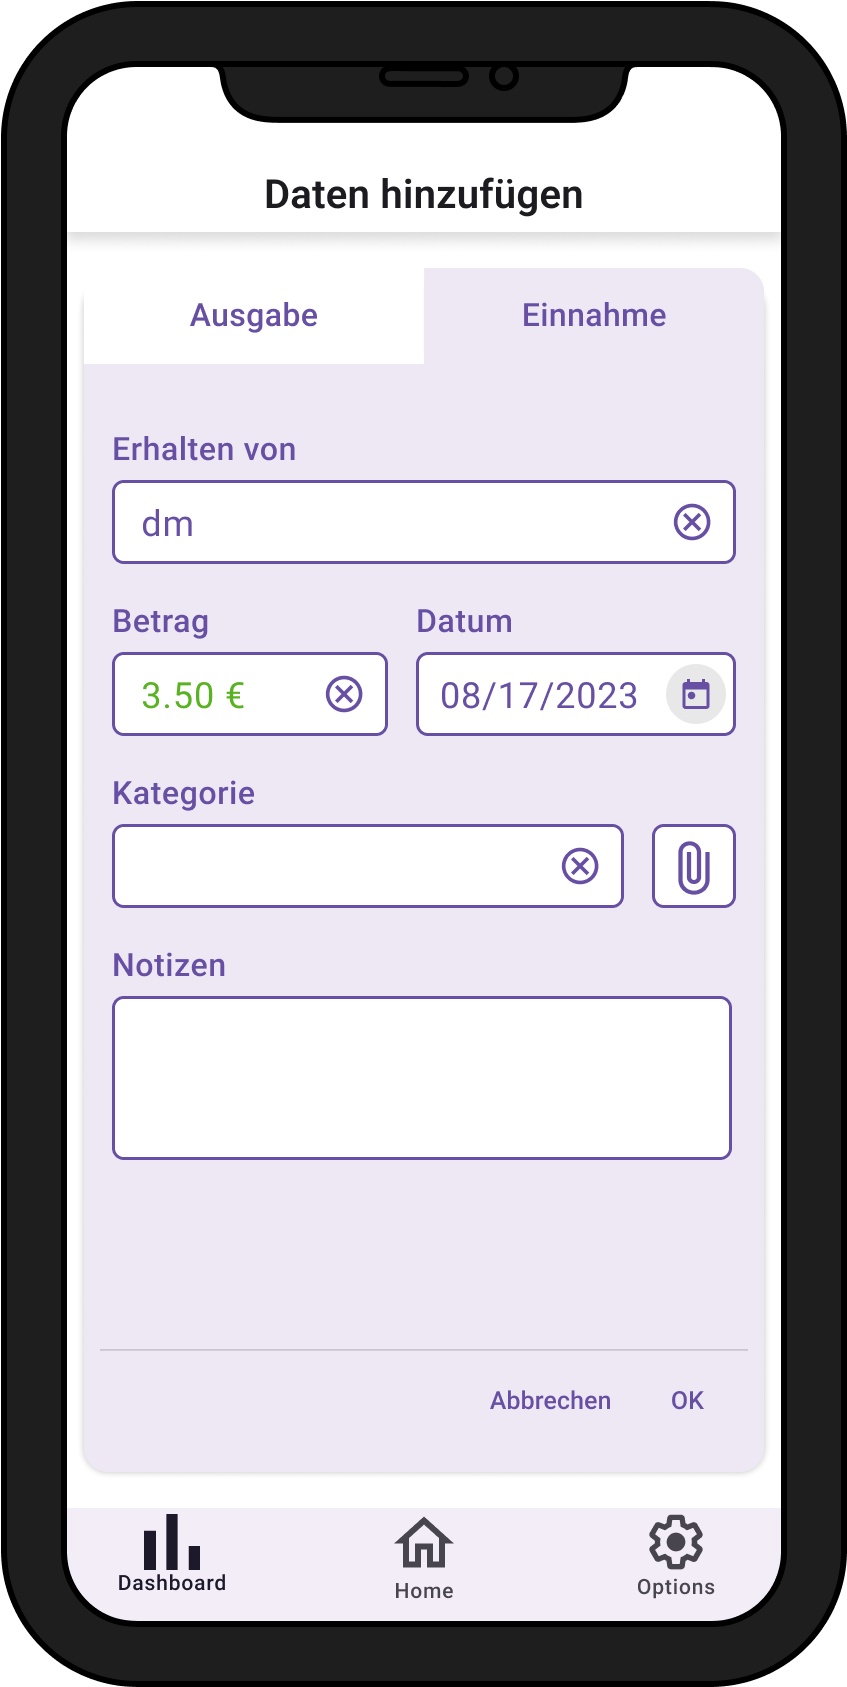 Daten hinzufügen
Ausgabe Einnahme
Erhalten von
dm
Betrag Datum
3.50 € 08/17/2023
Kategorie
Notizen
Abbrechen OK
Dashboard Home Options